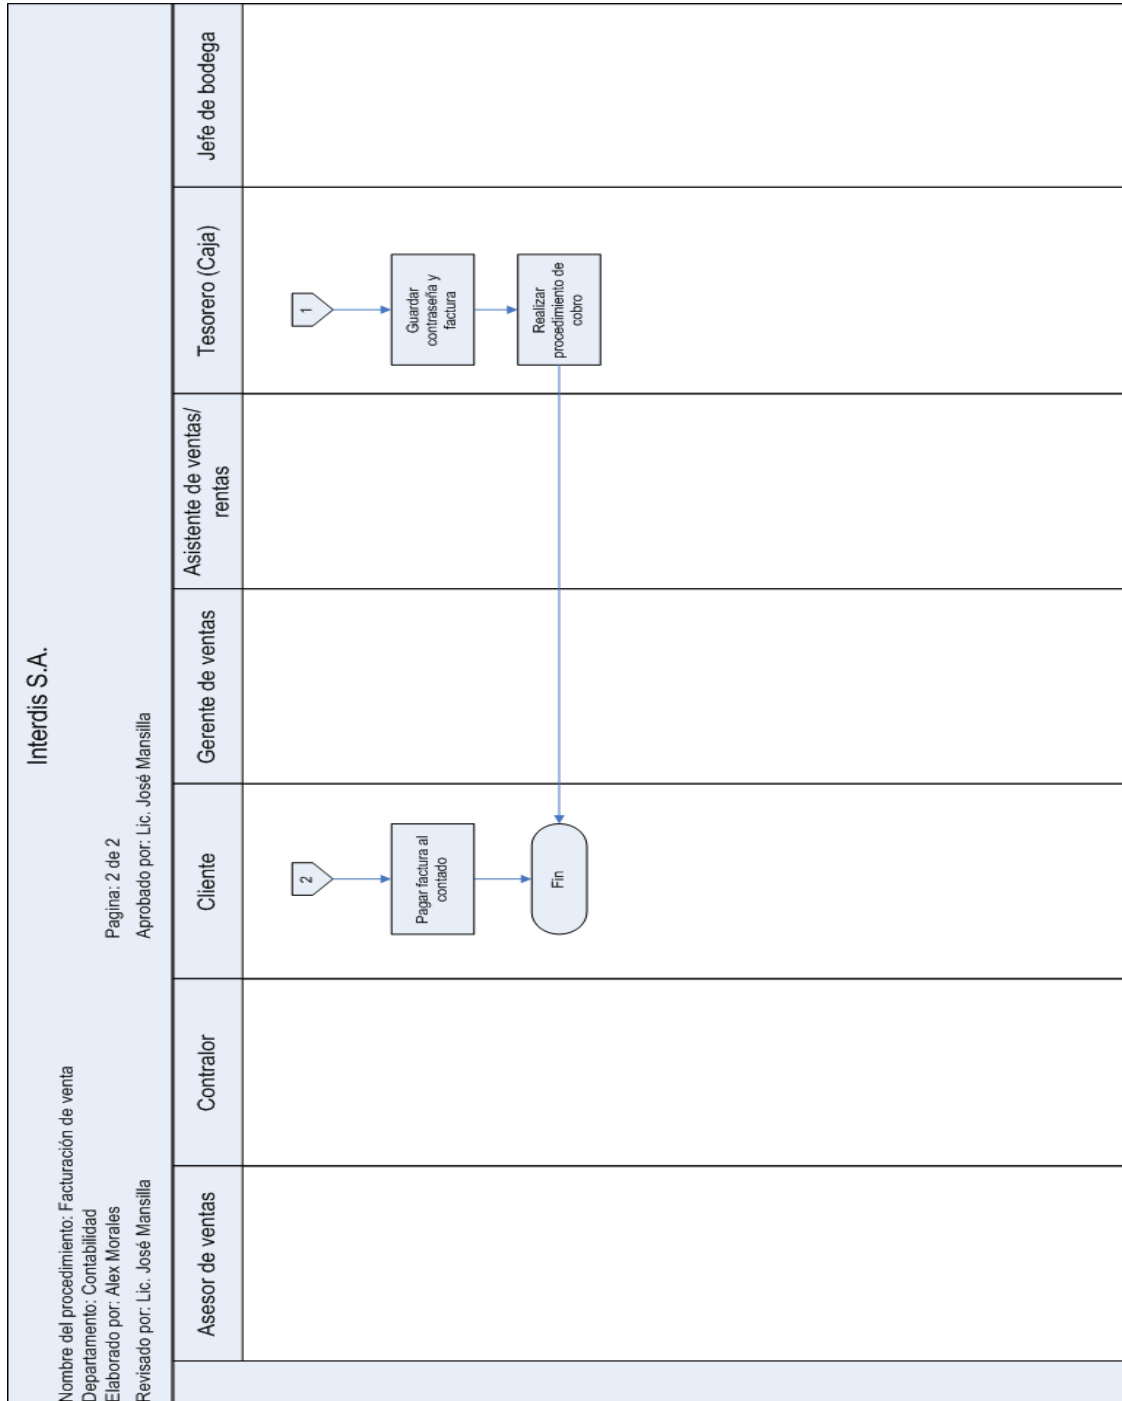 Interdis S.A.
Nombre del procedimiento: Facturación de venta
Departamento: Contabilidad
Elaborado por: Alex Morales
Pagina: 2 de 2
Revisado por: Lic. José Mansilla
Aprobado por: Lic. José Mansilla
Asesor de ventas
Contralor
Cliente
Gerente de ventas
Asistente de ventas/
rentas
Tesorero (Caja)
Jefe de bodega
2
Pagar factura al
contado
Fin
1
Guardar
contraseña y
factura
Realizar
procedimiento de
cobro